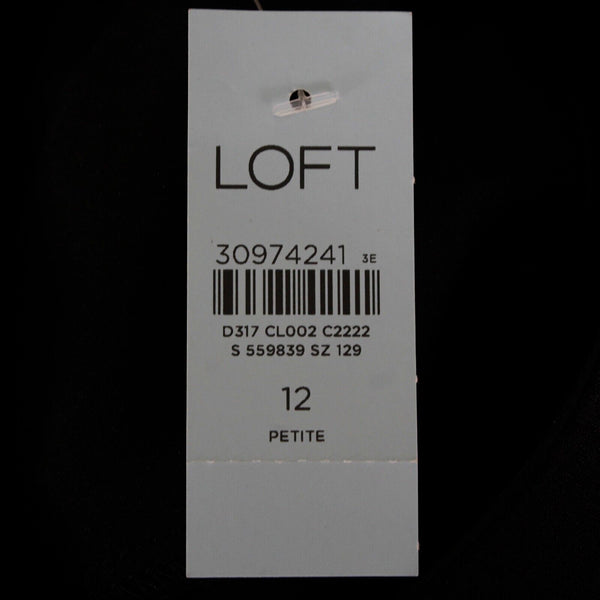 LOFT
30974241 3E
D317 CL002 C2222
S 559839 SZ 129
12
PETITE